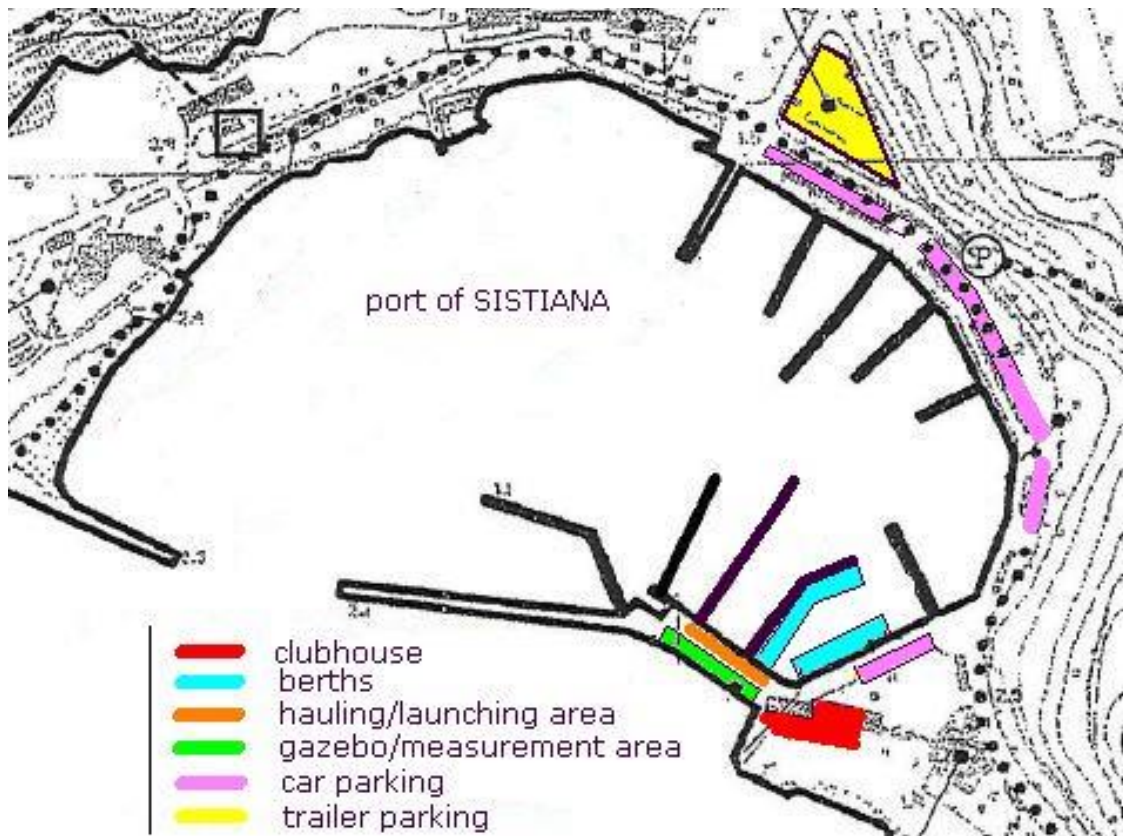 P
port of SISTIANA
clubhouse
berths
hauling/launching area
gazebo/measurement area
car parking
trailer parking